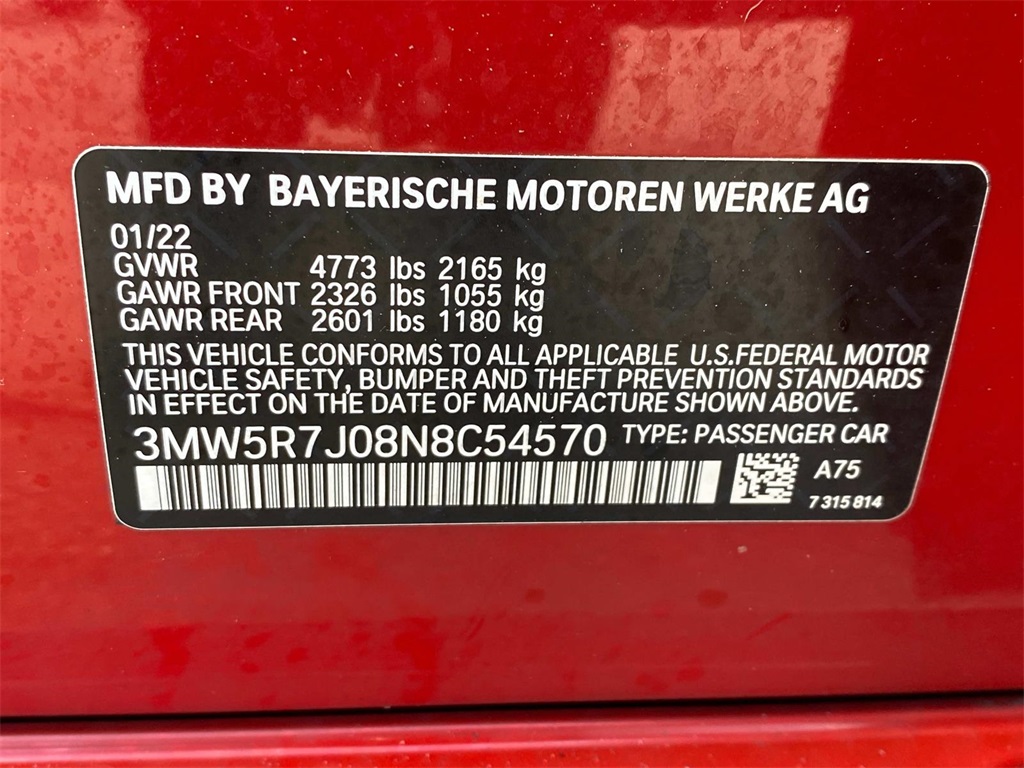 MFD BY BAYERISCHE MOTOREN WERKE AG
01/22
GVWR 4773 lbs 2165 kg
GAWR FRONT 2326 lbs 1055 kg
GAWR REAR 2601 lbs 1180 kg
THIS VEHICLE CONFORMS TO ALL APPLICABLE U.S.FEDERAL MOTOR
VEHICLE SAFETY, BUMPER AND THEFT PREVENTION STANDARDS
IN EFFECT ON THE DATE OF MANUFACTURE SHOWN ABOVE.
3MW5R7J08N8C54570 TYPE: PASSENGER CAR
A75
7 315 814